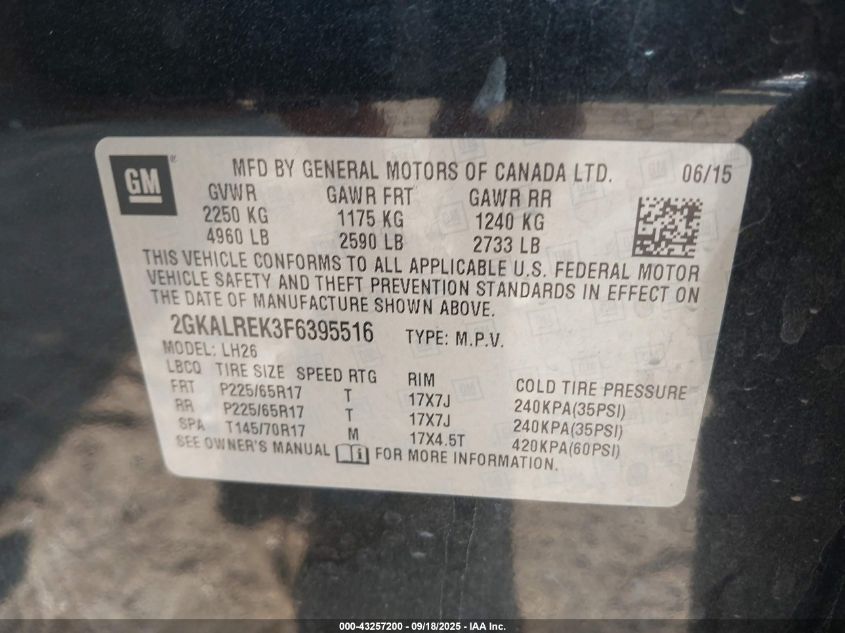 GM ®
MFD BY GENERAL MOTORS OF CANADA LTD. 06/15
GVWR GAWR FRT GAWR RR
2250 KG 1175 KG 1240 KG
4960 LB 2590 LB 2733 LB
THIS VEHICLE CONFORMS TO ALL APPLICABLE U.S. FEDERAL MOTOR
VEHICLE SAFETY AND THEFT PREVENTION STANDARDS IN EFFECT ON
THE DATE OF MANUFACTURE SHOWN ABOVE.
2GKALREK3F6395516 TYPE: M.P.V.
MODEL: LH26
LBCQ TIRE SIZE SPEED RTG RIM COLD TIRE PRESSURE
FRT P225/65R17 T 17X7J 240KPA(35PSI)
RR P225/65R17 T 17X7J 240KPA(35PSI)
SPA T145/70R17 M 17X4.5T 420KPA(60PSI)
SEE OWNER'S MANUAL FOR MORE INFORMATION.
000-43257200 - 09/18/2025 - IAA Inc.